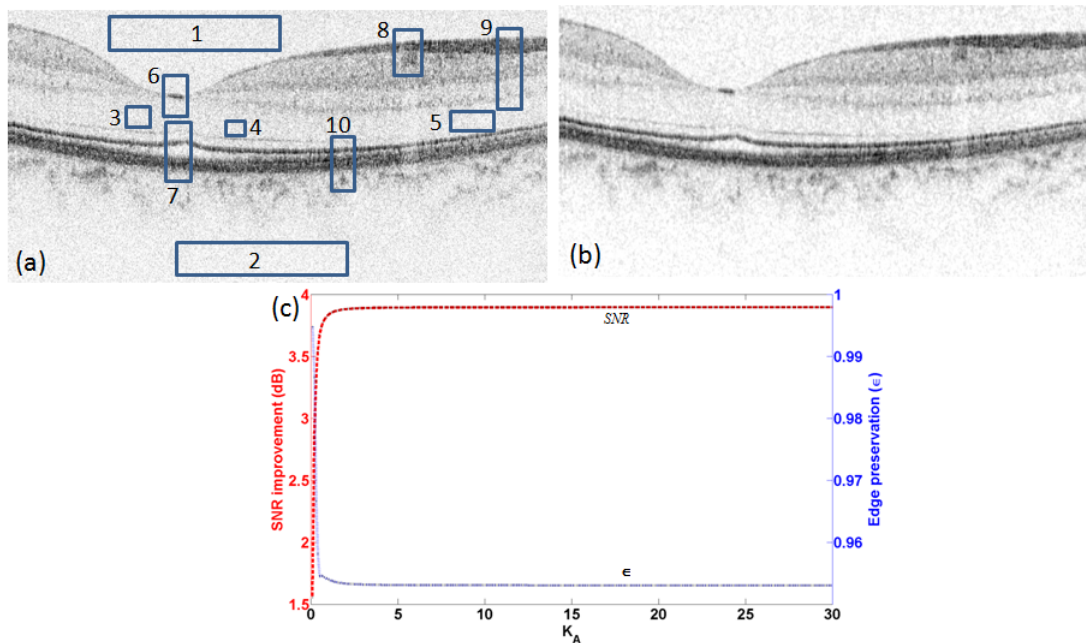 1
8
9
6
3
4
5
10
7
2
(a)
(b)
(c)
4
3.5
3
2.5
2
1.5
SNR improvement (dB)
SNR
ϵ
1
0.99
0.98
0.97
0.96
Edge preservation (ϵ)
0 5 10 15 20 25 30
K_A